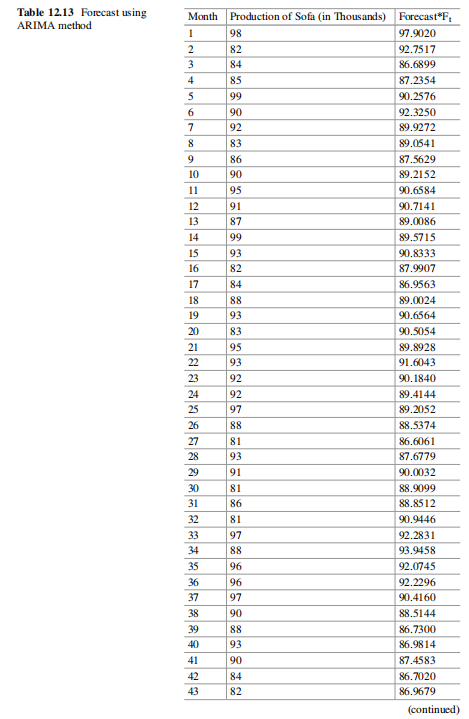 Table 12.13 Forecast using
ARIMA method
Month Production of Sofa (in Thousands) Forecast*Ft
1 98 97.9020
2 82 92.7517
3 84 86.6899
4 85 87.2354
5 99 90.2576
6 90 92.3250
7 92 89.9272
8 83 89.0541
9 86 87.5629
10 90 89.2152
11 95 90.6584
12 91 90.7141
13 87 89.0086
14 99 89.5715
15 93 90.8333
16 82 87.9907
17 84 86.9563
18 88 89.0024
19 93 90.6564
20 83 90.5054
21 95 89.8928
22 93 91.6043
23 92 90.1840
24 92 89.4144
25 97 89.2052
26 88 88.5374
27 81 86.6061
28 93 87.6779
29 91 90.0032
30 81 88.9099
31 86 88.8512
32 81 90.9446
33 97 92.2831
34 88 93.9458
35 96 92.0745
36 96 92.2296
37 97 90.4160
38 90 88.5144
39 88 86.7300
40 93 86.9814
41 90 87.4583
42 84 86.7020
43 82 86.9679
(continued)